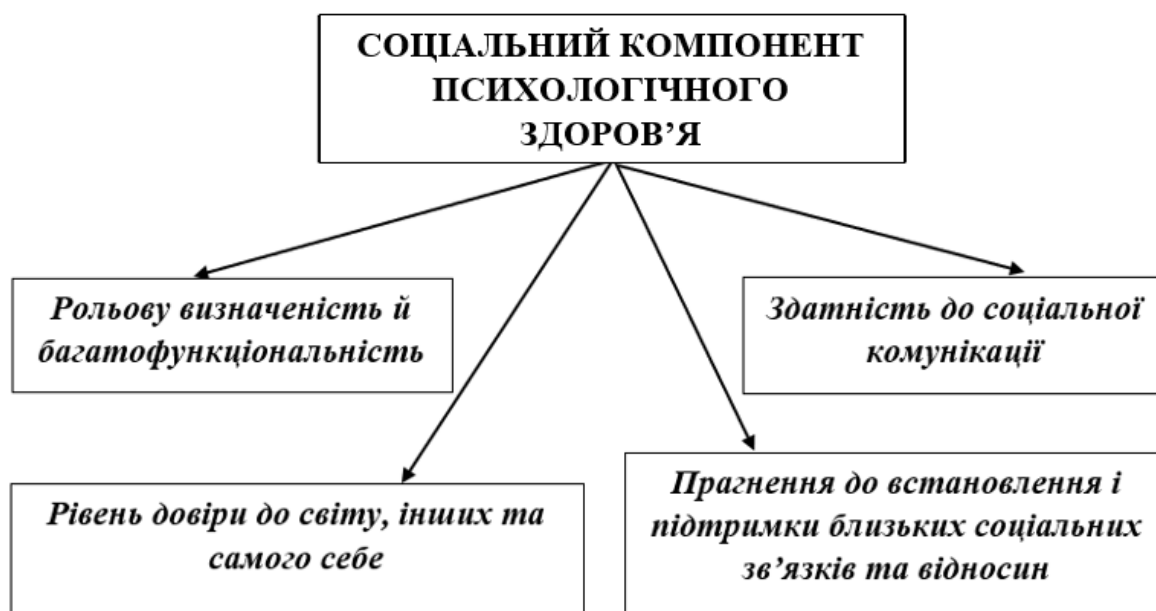 СОЦІАЛЬНИЙ КОМПОНЕНТ
ПСИХОЛОГІЧНОГО
ЗДОРОВ’Я
Рольову визначеність й
багатофункціональність
Здатність до соціальної
комунікації
Рівень довіри до світу, інших та
самого себе
Прагнення до встановлення і
підтримки близьких соціальних
зв’язків та відносин